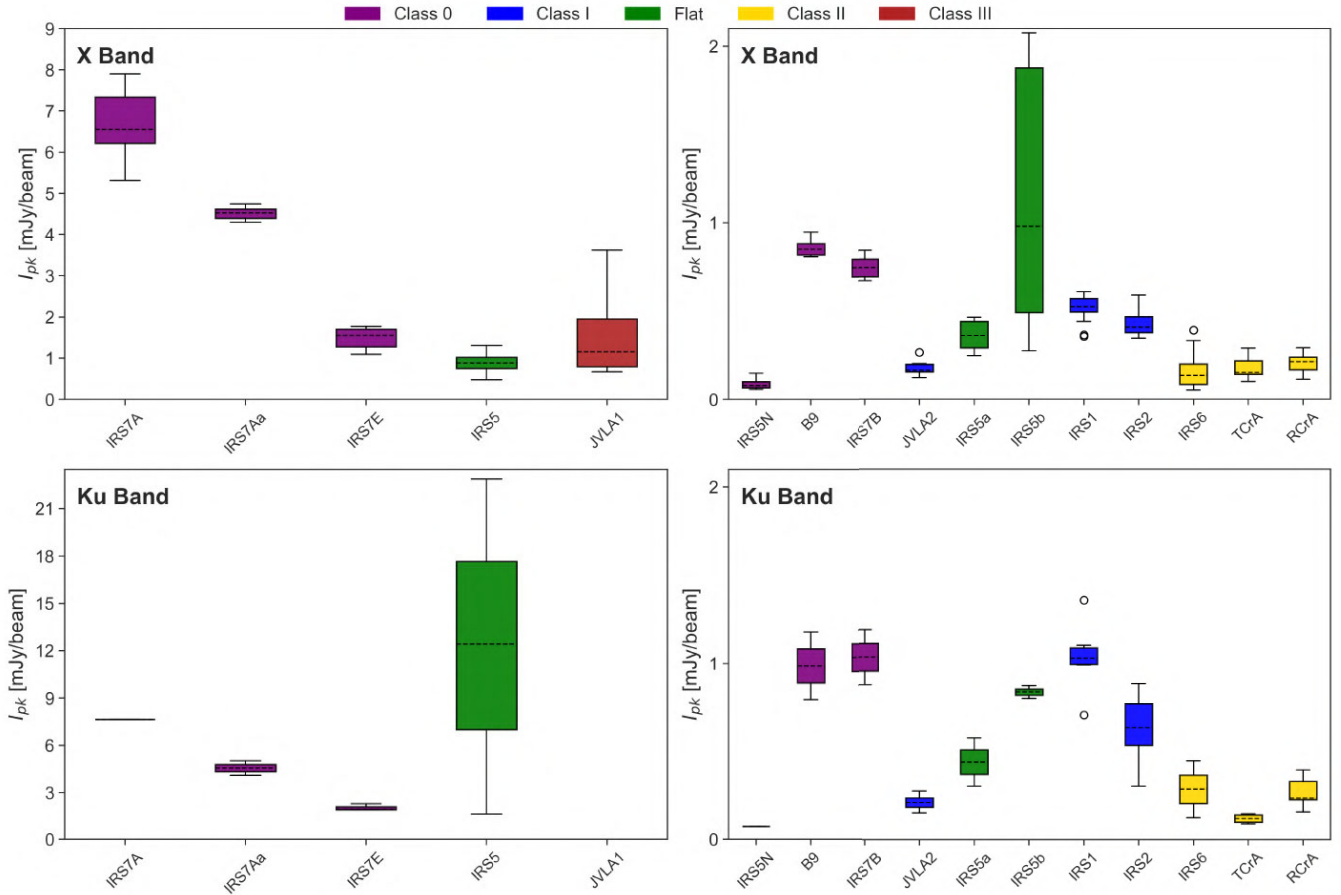 Class 0 Class I Flat Class II Class III
X Band
I_pk [mJy/beam]
9
8
7
6
5
4
3
2
1
0
IRS7A IRS7Aa IRS7E IRS5 JVLA1
X Band
I_pk [mJy/beam]
2
1
0
IRS5N B9 IRS7B JVLA2 IRS5a IRS5b IRS1 IRS2 IRS6 TCrA RCrA
Ku Band
I_pk [mJy/beam]
21
18
15
12
9
6
3
0
IRS7A IRS7Aa IRS7E IRS5 JVLA1
Ku Band
I_pk [mJy/beam]
2
1
0
IRS5N B9 IRS7B JVLA2 IRS5a IRS5b IRS1 IRS2 IRS6 TCrA RCrA